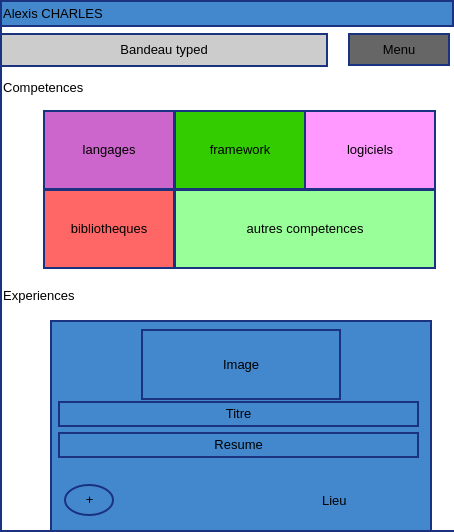 Alexis CHARLES
Bandeau typed
Menu
Competences
langages
framework
logiciels
bibliotheques
autres competences
Experiences
Image
Titre
Resume
+
Lieu